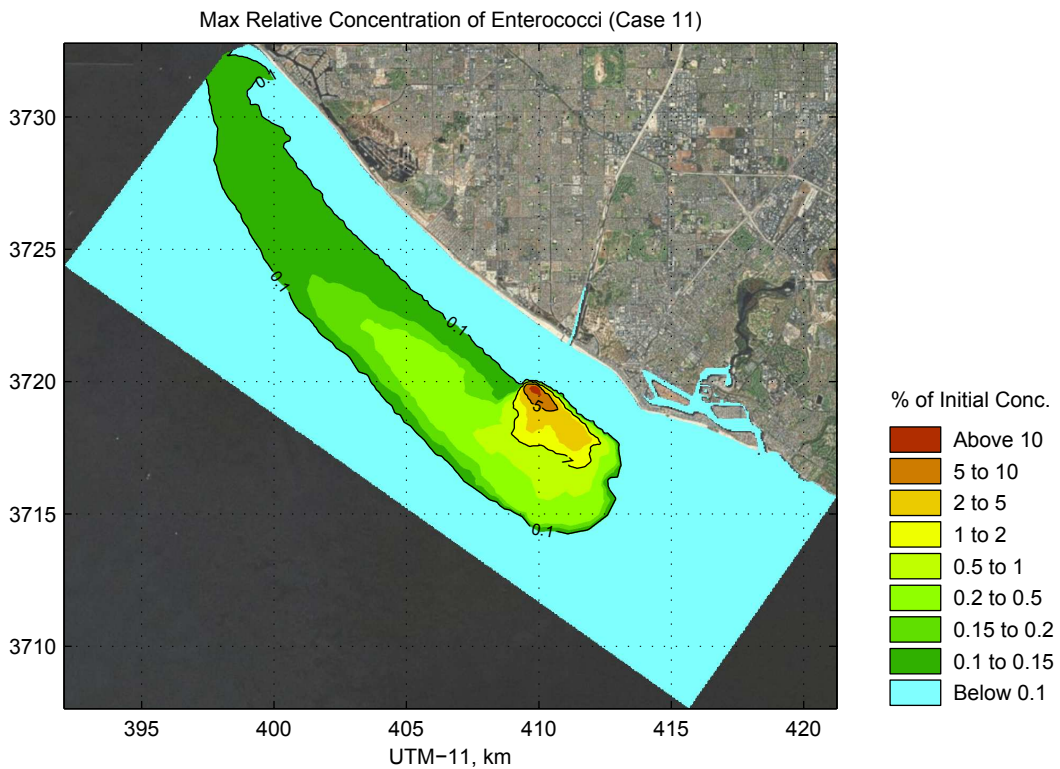 Max Relative Concentration of Enterococci (Case 11)
0.1
3730
3725
0.1
0.1
3720
5
1
3715
0.1
3710
395
400
405
410
415
420
UTM−11, km
% of Initial Conc.
Above 10
5 to 10
2 to 5
1 to 2
0.5 to 1
0.2 to 0.5
0.15 to 0.2
0.1 to 0.15
Below 0.1